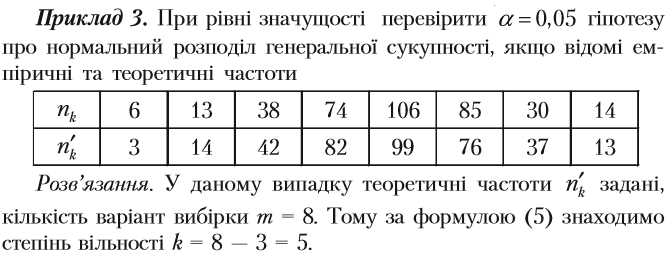 Приклад 3. При рівні значущості перевірити α = 0,05 гіпотезу
про нормальний розподіл генеральної сукупності, якщо відомі ем-
піричні та теоретичні частоти
nₖ 6 13 38 74 106 85 30 14
n′ₖ 3 14 42 82 99 76 37 13
Розв’язання. У даному випадку теоретичні частоти n′ₖ задані,
кількість варіант вибірки m = 8. Тому за формулою (5) знаходимо
степінь вільності k = 8 — 3 = 5.